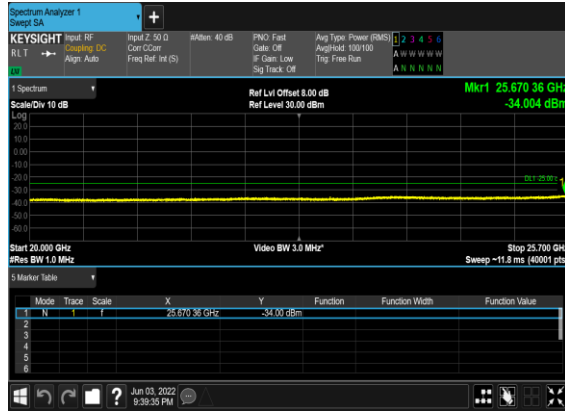 Spectrum Analyzer 1
Swept SA
+
KEYSIGHT Input: RF Input Z: 50 Ω #Atten: 40 dB PNO: Fast Avg Type: Power (RMS) 1 2 3 4 5 6
RLT Coupling: DC Corr CCorr Gate: Off Avg|Hold: 100/100 A W W W W W
Align: Auto Freq Ref: Int (S) IF Gain: Low Trig: Free Run
Sig Track: Off A N N N N N
1 Spectrum Ref Lvl Offset 8.00 dB Mkr1 25.670 36 GHz
Scale/Div 10 dB Ref Level 30.00 dBm -34.004 dBm
Log
20.0
10.0
0.00
-10.0
-20.0
DL1 -25.00
-30.0
-40.0
-50.0
-60.0
Start 20.000 GHz Video BW 3.0 MHz* Stop 25.700 GH
#Res BW 1.0 MHz Sweep ~11.8 ms (40001 pts
5 Marker Table
Mode Trace Scale X Y Function Function Width Function Value
1 N 1 f 25.670 36 GHz -34.00 dBm
2
3
4
5
6
? Jun 03, 2022
9:39:35 PM